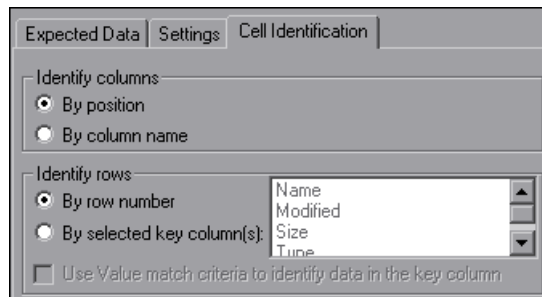 Expected Data Settings Cell Identification
Identify columns
By position
By column name
Identify rows
By row number
By selected key column(s):
Name
Modified
Size
Type
Use Value match criteria to identify data in the key column